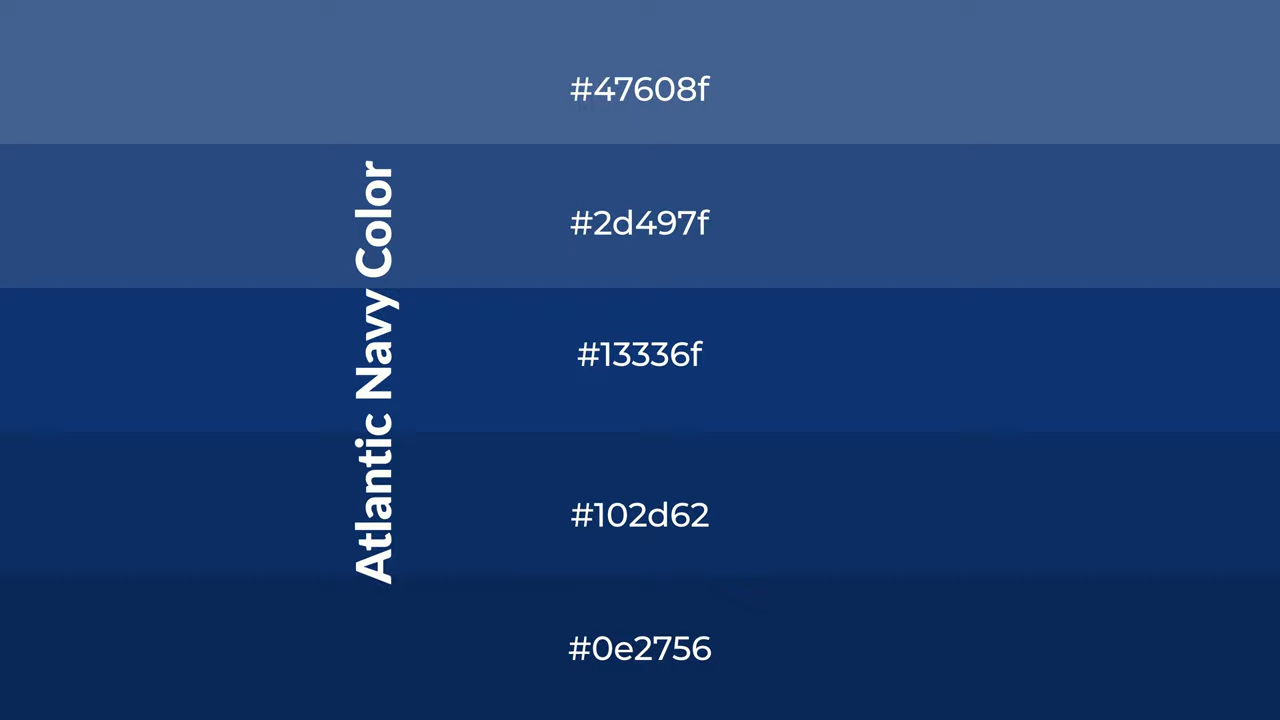 Atlantic Navy Color
#47608f
#2d497f
#13336f
#102d62
#0e2756